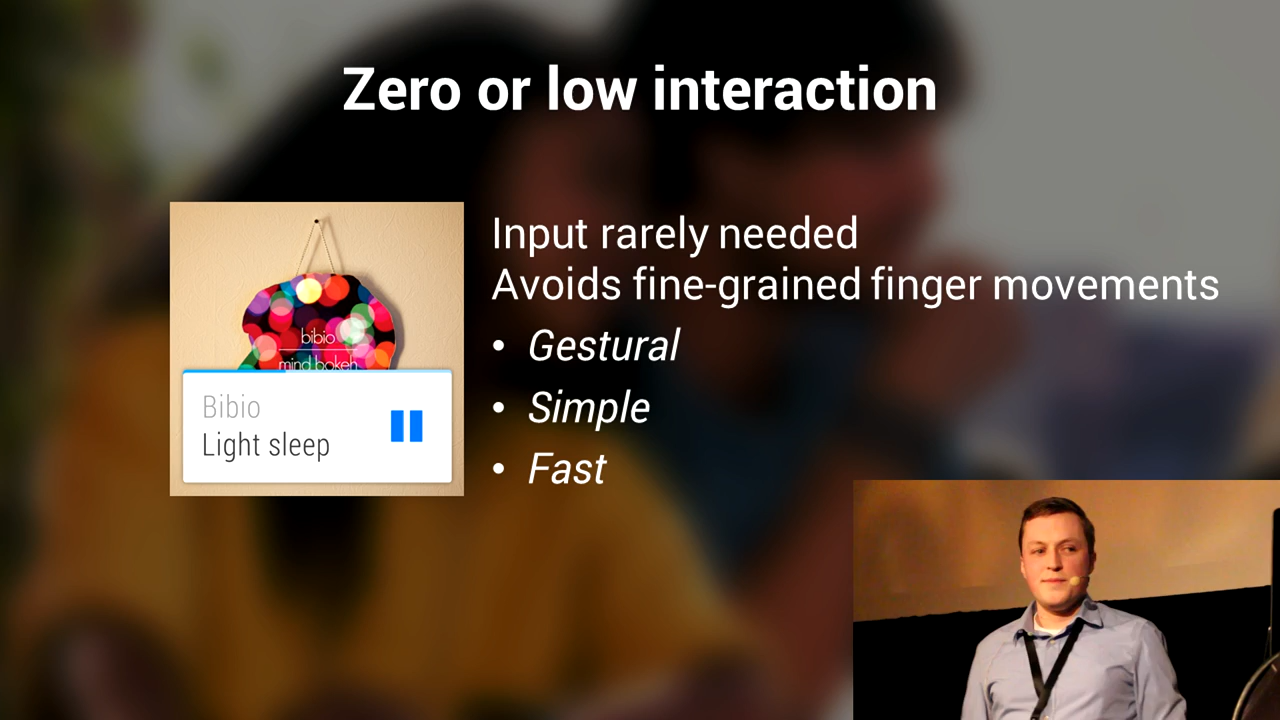 Zero or low interaction
bibio
mind bokeh
Bibio
Light sleep
Input rarely needed
Avoids fine-grained finger movements
• Gestural
• Simple
• Fast